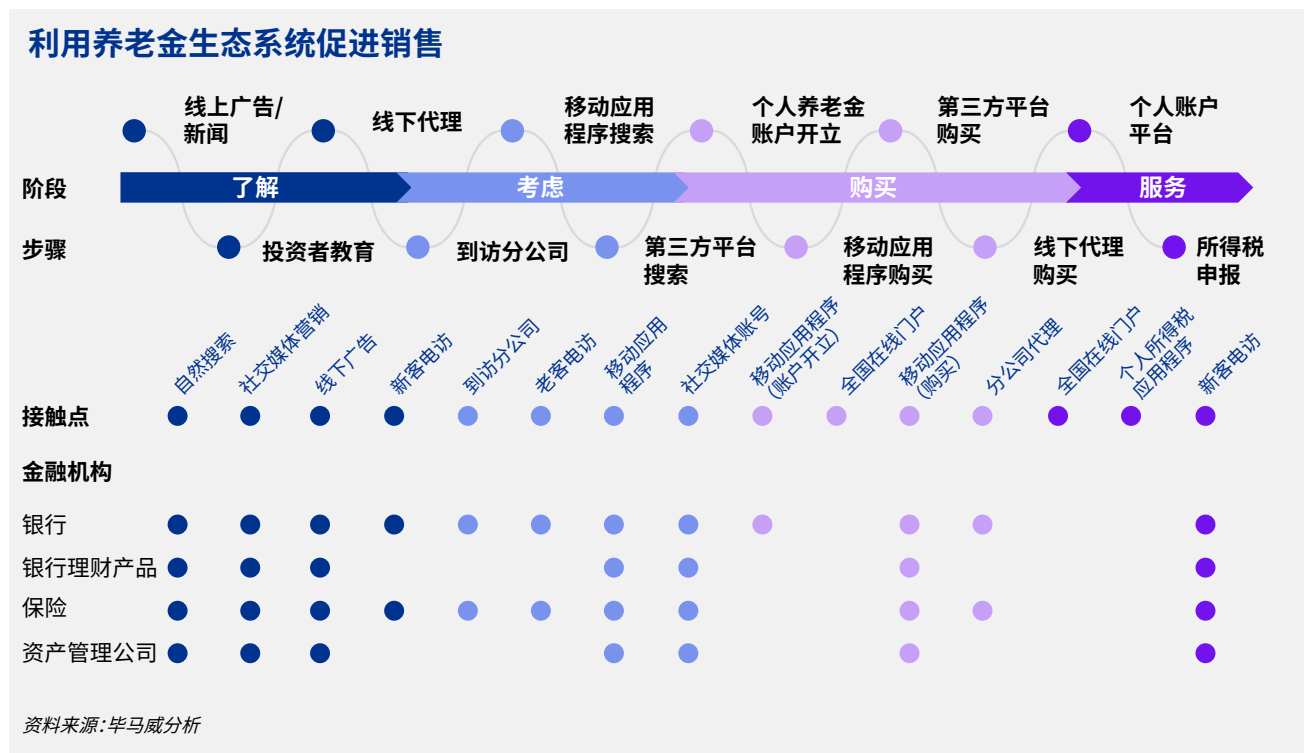 利用养老金生态系统促进销售
线上广告/
新闻
线下代理
移动应用
程序搜索
个人养老金
账户开立
第三方平台
购买
个人账户
平台
阶段
了解
考虑
购买
服务
步骤
投资者教育
到访分公司
第三方平台
搜索
移动应用
程序购买
线下代理
购买
所得税
申报
自然搜索
社交媒体营销
线下广告
新客电访
到访分公司
老客电访
移动应用
程序
社交媒体账号
移动应用程序
(账户开立)
全国在线门户
移动应用程序
(购买)
分公司代理
全国在线门户
个人所得税
应用程序
新客电访
接触点
金融机构
银行
银行理财产品
保险
资产管理公司
资料来源:毕马威分析